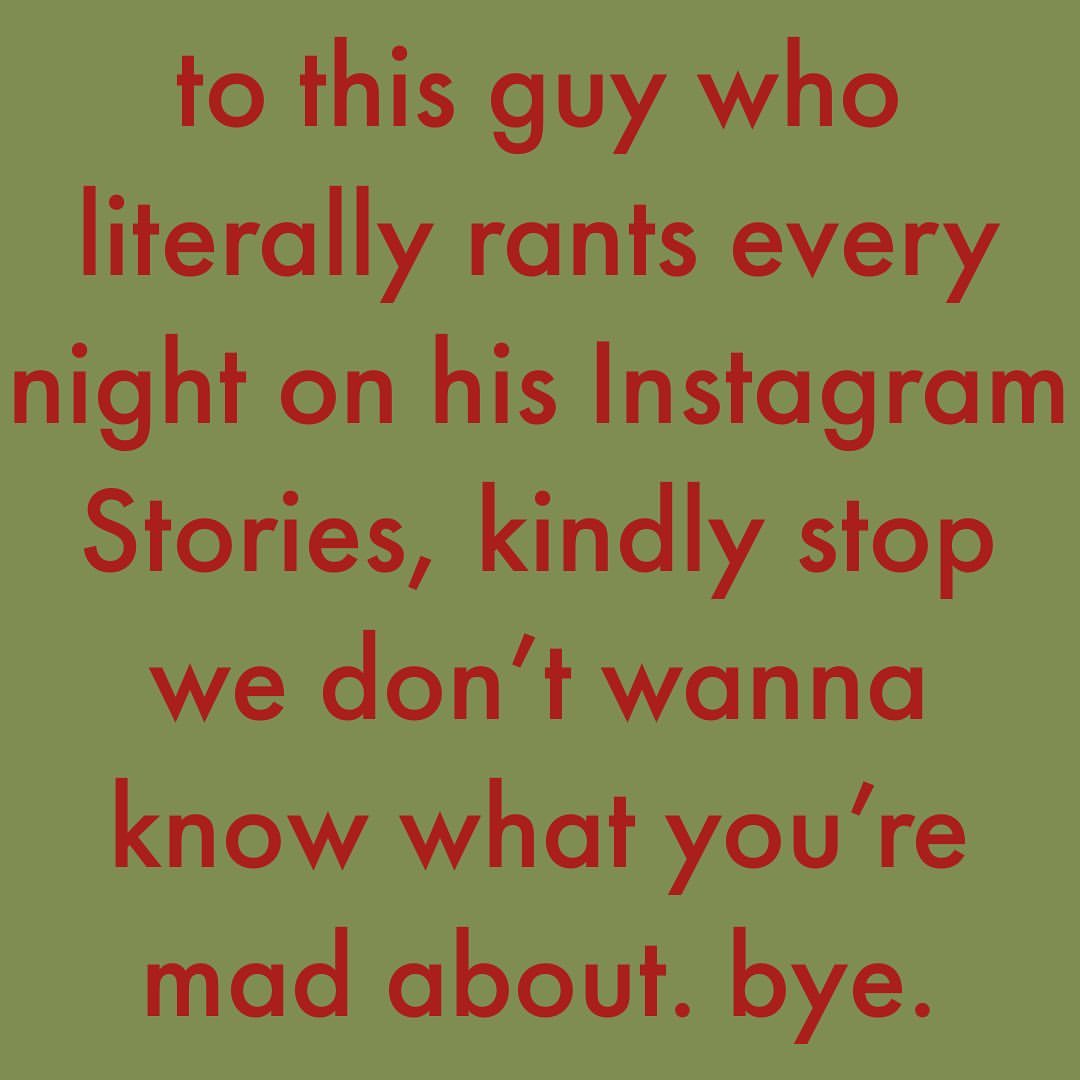 to this guy who
literally rants every
night on his Instagram
Stories, kindly stop
we don’t wanna
know what you’re
mad about. bye.